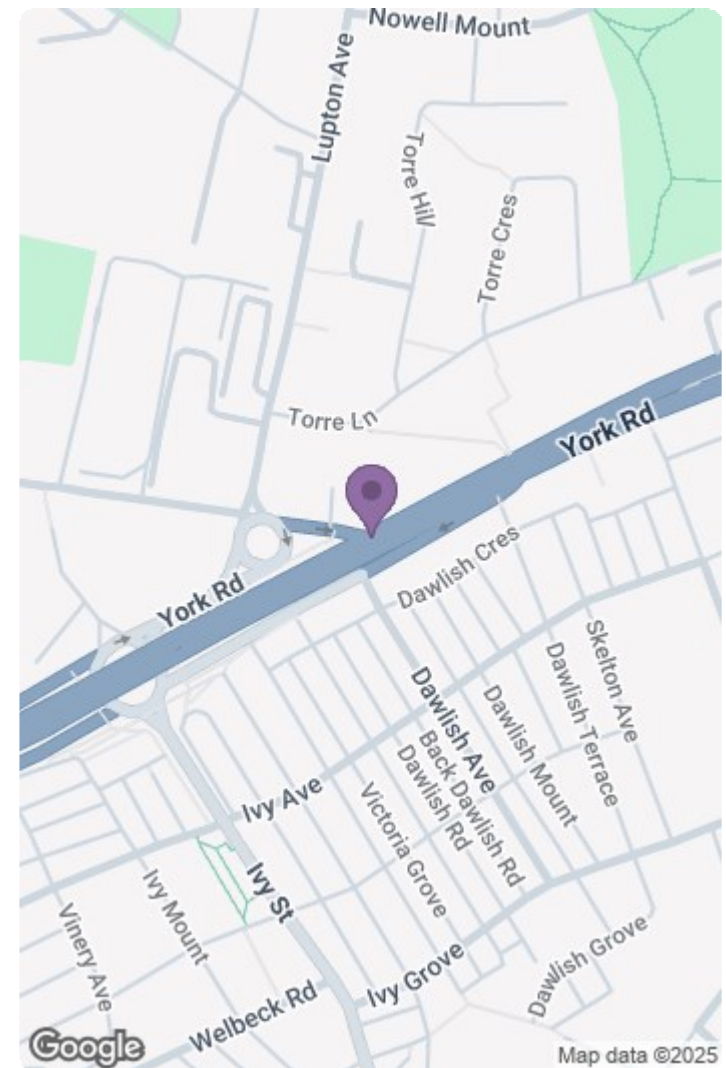 Nowell Mount
Lupton Ave
Torre Hill
Torre Cres
Torre Ln
York Rd
York Rd
Dawlish Cres
Skelton Ave
Dawlish Terrace
Dawlish Mount
Dawlish Ave
Back Dawlish Rd
Dawlish Rd
Victoria Grove
Ivy Ave
Ivy St
Ivy Mount
Vinery Ave
Ivy Grove
Dawlish Grove
Welbeck Rd
Google
Map data ©2025